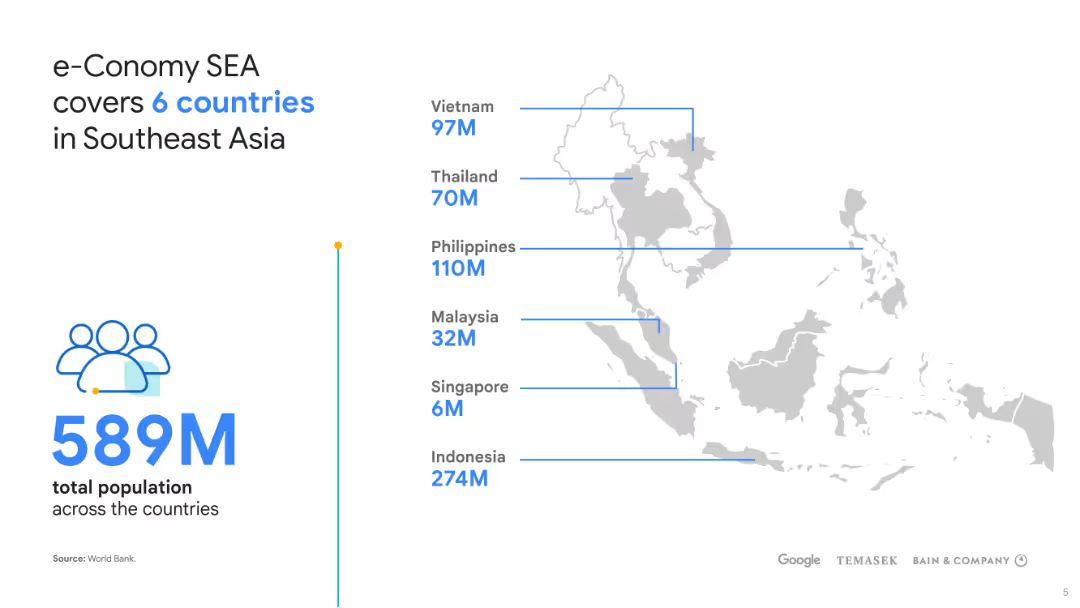 e-Conomy SEA
covers 6 countries
in Southeast Asia
589M
total population
across the countries
Source: World Bank.
Vietnam
97M
Thailand
70M
Philippines
110M
Malaysia
32M
Singapore
6M
Indonesia
274M
Google TEMASEK BAIN & COMPANY
5